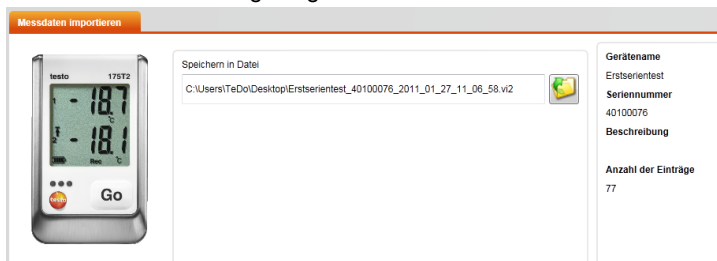 Messdaten importieren
testo 175T2
1 - 18.7
°C
2 - 18.1
Rec °C
testo
Go
Speichern in Datei
C:\Users\TeDo\Desktop\Erstserientest_40100076_2011_01_27_11_06_58.vi2
Gerätename
Erstserientest
Seriennummer
40100076
Beschreibung
Anzahl der Einträge
77